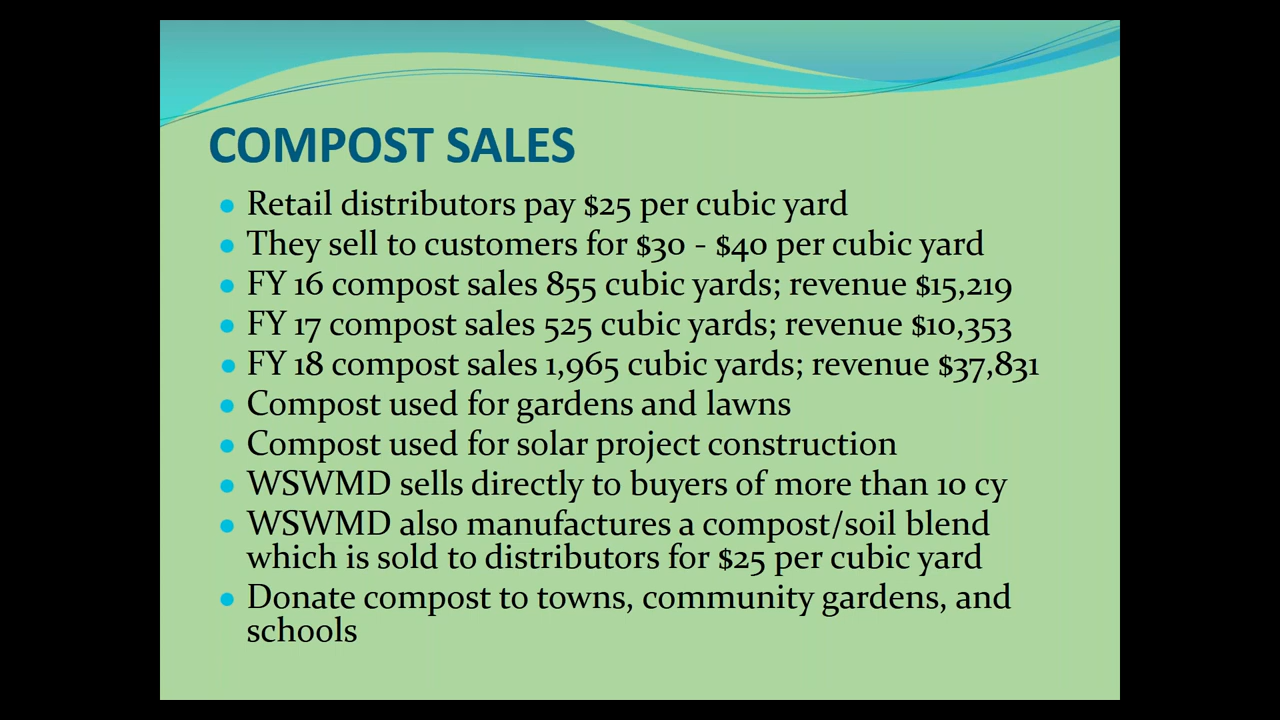 COMPOST SALES
Retail distributors pay $25 per cubic yard
They sell to customers for $30 - $40 per cubic yard
FY 16 compost sales 855 cubic yards; revenue $15,219
FY 17 compost sales 525 cubic yards; revenue $10,353
FY 18 compost sales 1,965 cubic yards; revenue $37,831
Compost used for gardens and lawns
Compost used for solar project construction
WSWMD sells directly to buyers of more than 10 cy
WSWMD also manufactures a compost/soil blend
which is sold to distributors for $25 per cubic yard
Donate compost to towns, community gardens, and
schools